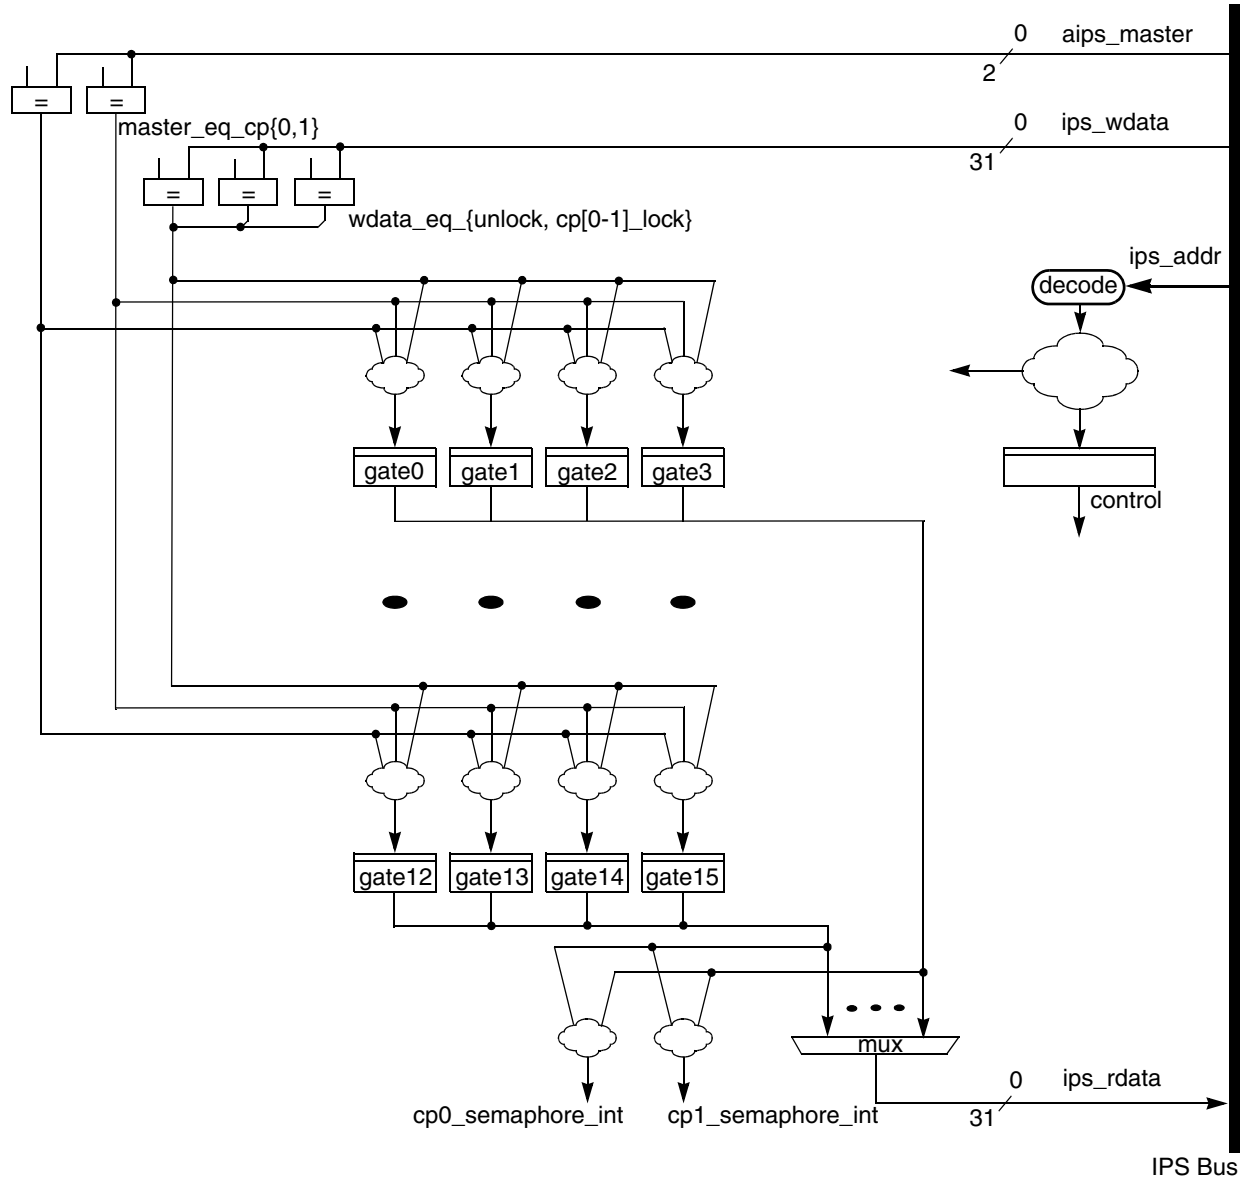 0 aips_master
2
= =
master_eq_cp{0,1}
0 ips_wdata
31
= = =
wdata_eq_{unlock, cp[0-1]_lock}
ips_addr
decode
gate0 gate1 gate2 gate3
control
gate12 gate13 gate14 gate15
mux
0 ips_rdata
31
cp0_semaphore_int cp1_semaphore_int
IPS Bus